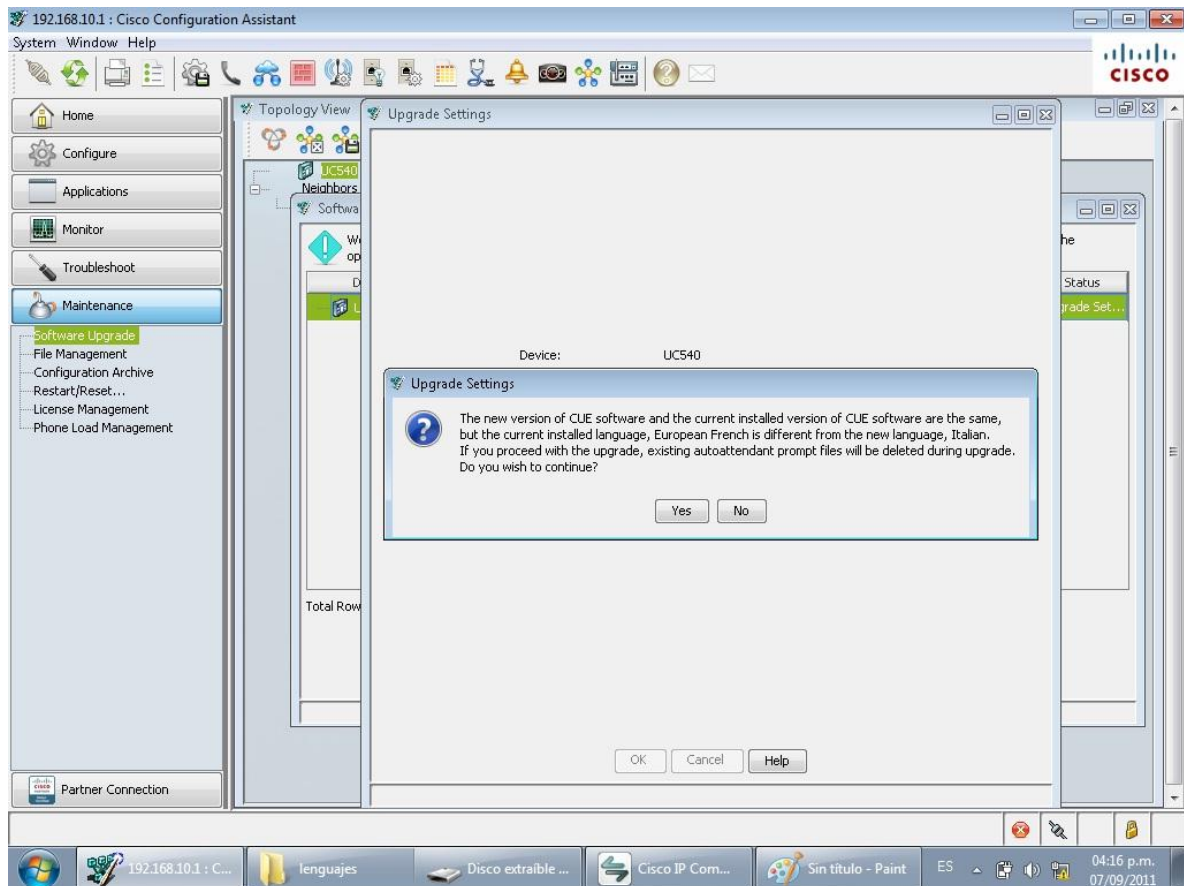 192.168.10.1 : Cisco Configuration Assistant
System Window Help
CISCO
Home
Configure
Applications
Monitor
Troubleshoot
Maintenance
Software Upgrade
File Management
Configuration Archive
Restart/Reset...
License Management
Phone Load Management
Partner Connection
Topology View
UC540
Neighbors
Softwa
We
op
he
D
Status
U
grade Set...
Total Row
Upgrade Settings
Device: UC540
Upgrade Settings
The new version of CUE software and the current installed version of CUE software are the same,
but the current installed language, European French is different from the new language, Italian.
If you proceed with the upgrade, existing autoattendant prompt files will be deleted during upgrade.
Do you wish to continue?
Yes No
OK Cancel Help
192.168.10.1 : C...
lenguajes
Disco extraíble ...
Cisco IP Com...
Sin título - Paint
ES
04:16 p.m.
07/09/2011